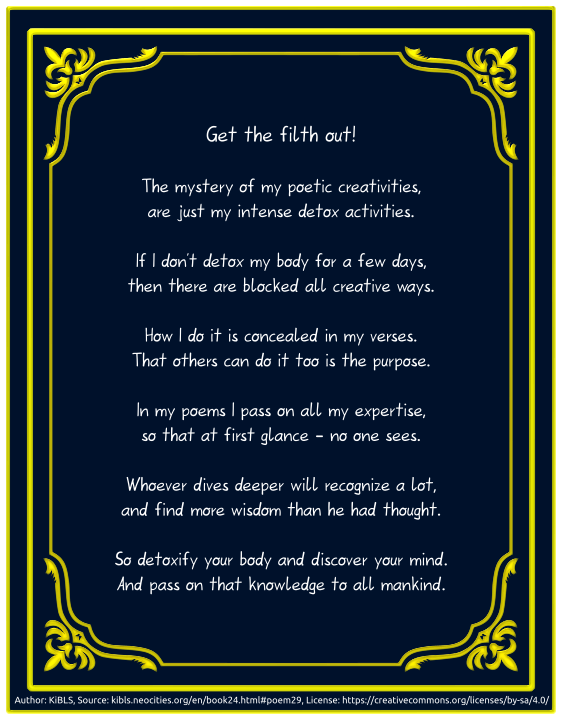 Get the filth out!
The mystery of my poetic creativities,
are just my intense detox activities.
If I don't detox my body for a few days,
then there are blocked all creative ways.
How I do it is concealed in my verses.
That others can do it too is the purpose.
In my poems I pass on all my expertise,
so that at first glance – no one sees.
Whoever dives deeper will recognize a lot,
and find more wisdom than he had thought.
So detoxify your body and discover your mind.
And pass on that knowledge to all mankind.
Author: KiBLS, Source: kibls.neocities.org/en/book24.html#poem29, License: https://creativecommons.org/licenses/by-sa/4.0/